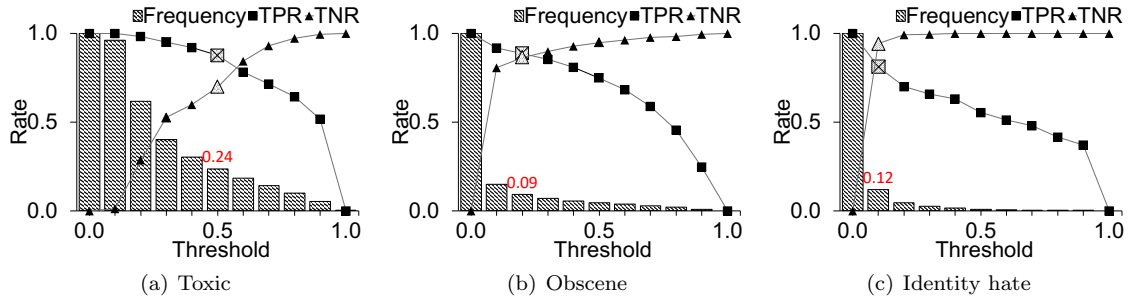 Frequency TPR TNR
1.0
0.5
0.0
Rate
0.24
0.0 0.5 1.0
Threshold
(a) Toxic
Frequency TPR TNR
1.0
0.5
0.0
Rate
0.09
0.0 0.5 1.0
Threshold
(b) Obscene
Frequency TPR TNR
1.0
0.5
0.0
Rate
0.12
0.0 0.5 1.0
Threshold
(c) Identity hate